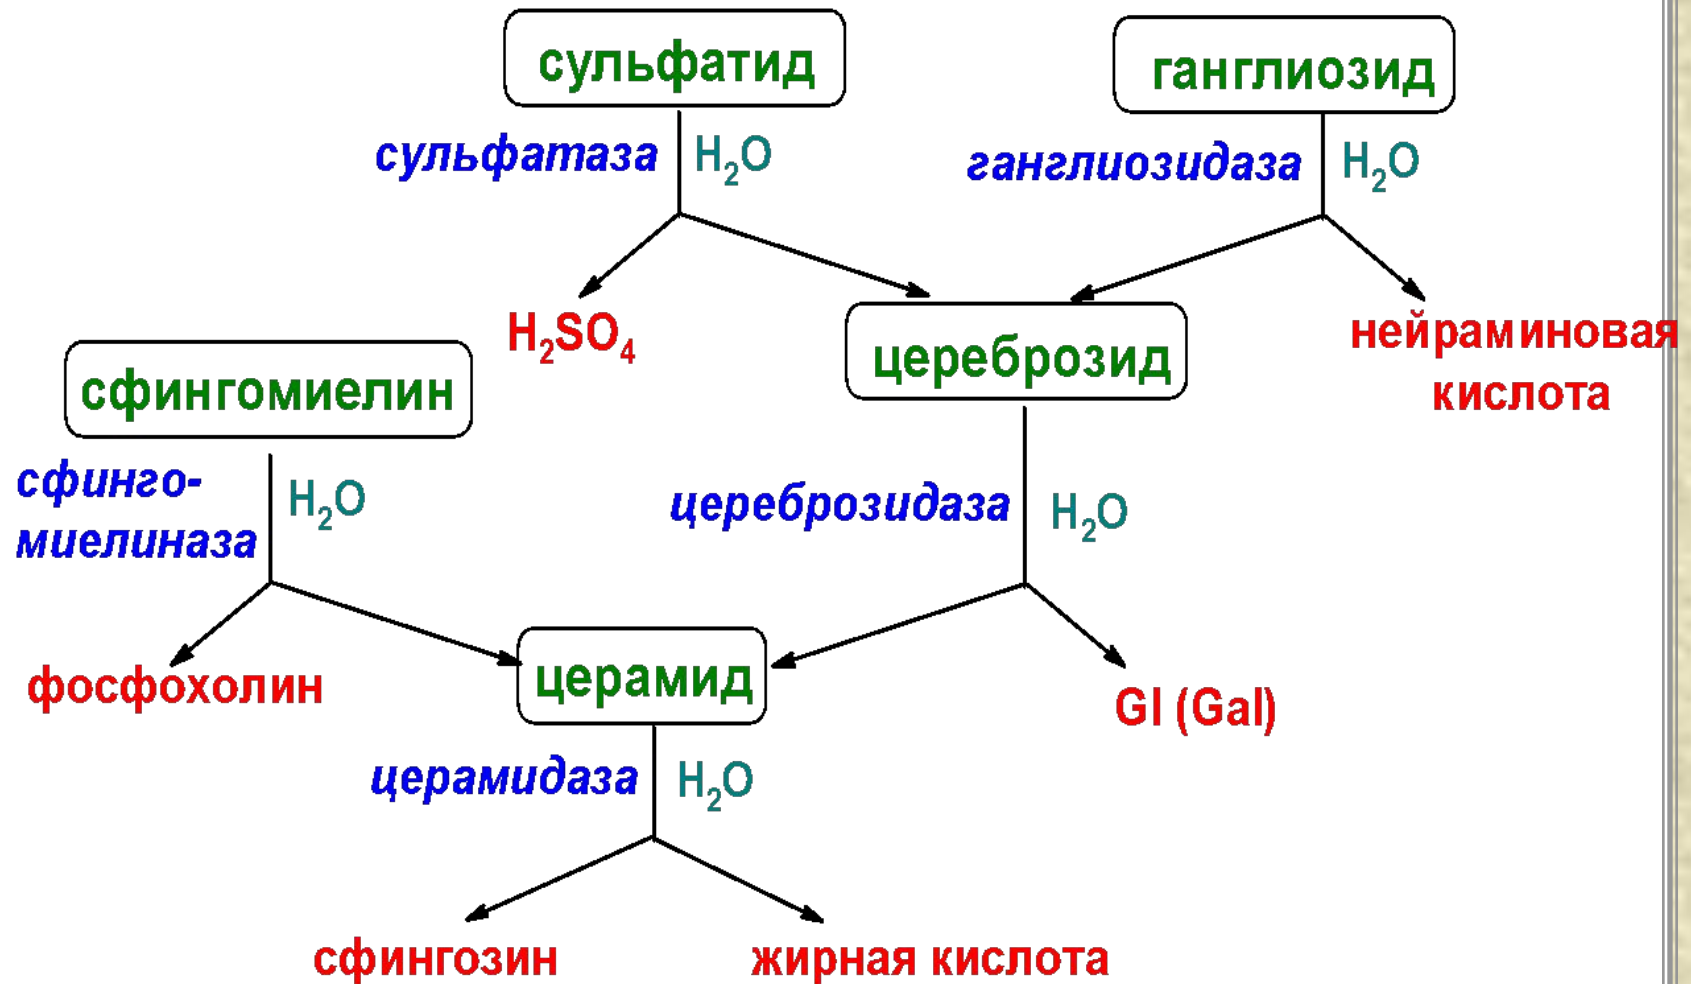 сульфатид
ганглиозид
сульфатаза H₂O
ганглиозидаза H₂O
H₂SO₄
нейраминовая
кислота
цереброзид
сфингомиелин
сфинго-
миелиназа
H₂O
цереброзидаза H₂O
фосфохолин
церамид
Gl (Gal)
церамидаза H₂O
сфингозин
жирная кислота